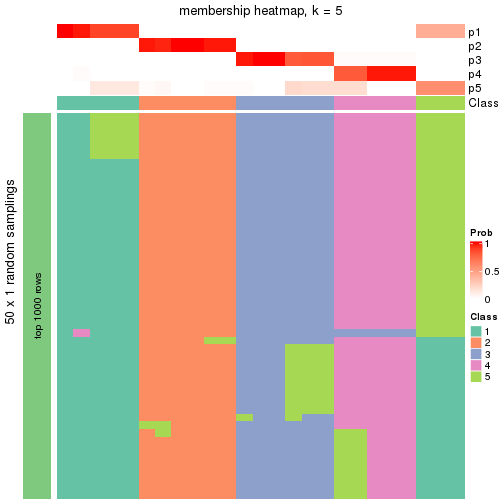 membership heatmap, k = 5
p1
p2
p3
p4
p5
Class
50 x 1 random samplings
top 1000 rows
Prob
1
0.5
0
Class
1
2
3
4
5